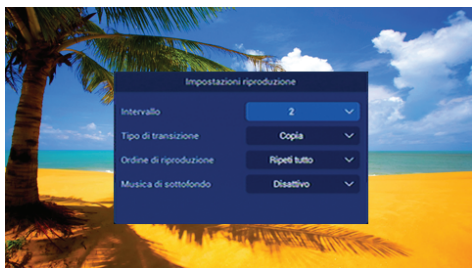 Impostazioni riproduzione
Intervallo 2
Tipo di transizione Copia
Ordine di riproduzione Ripeti tutto
Musica di sottofondo Disattivo